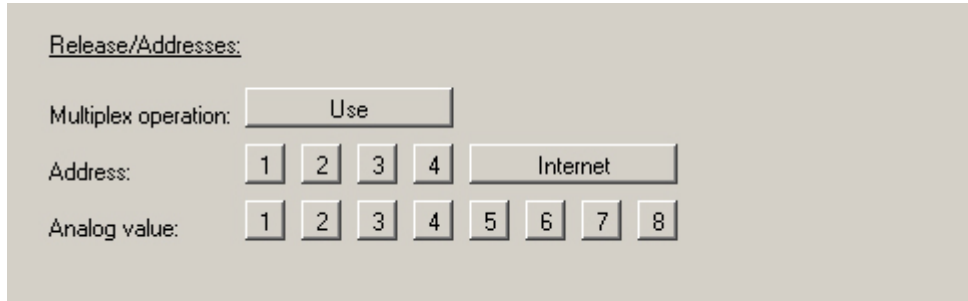 Release/Addresses:
Multiplex operation: Use
Address: 1 2 3 4 Internet
Analog value: 1 2 3 4 5 6 7 8